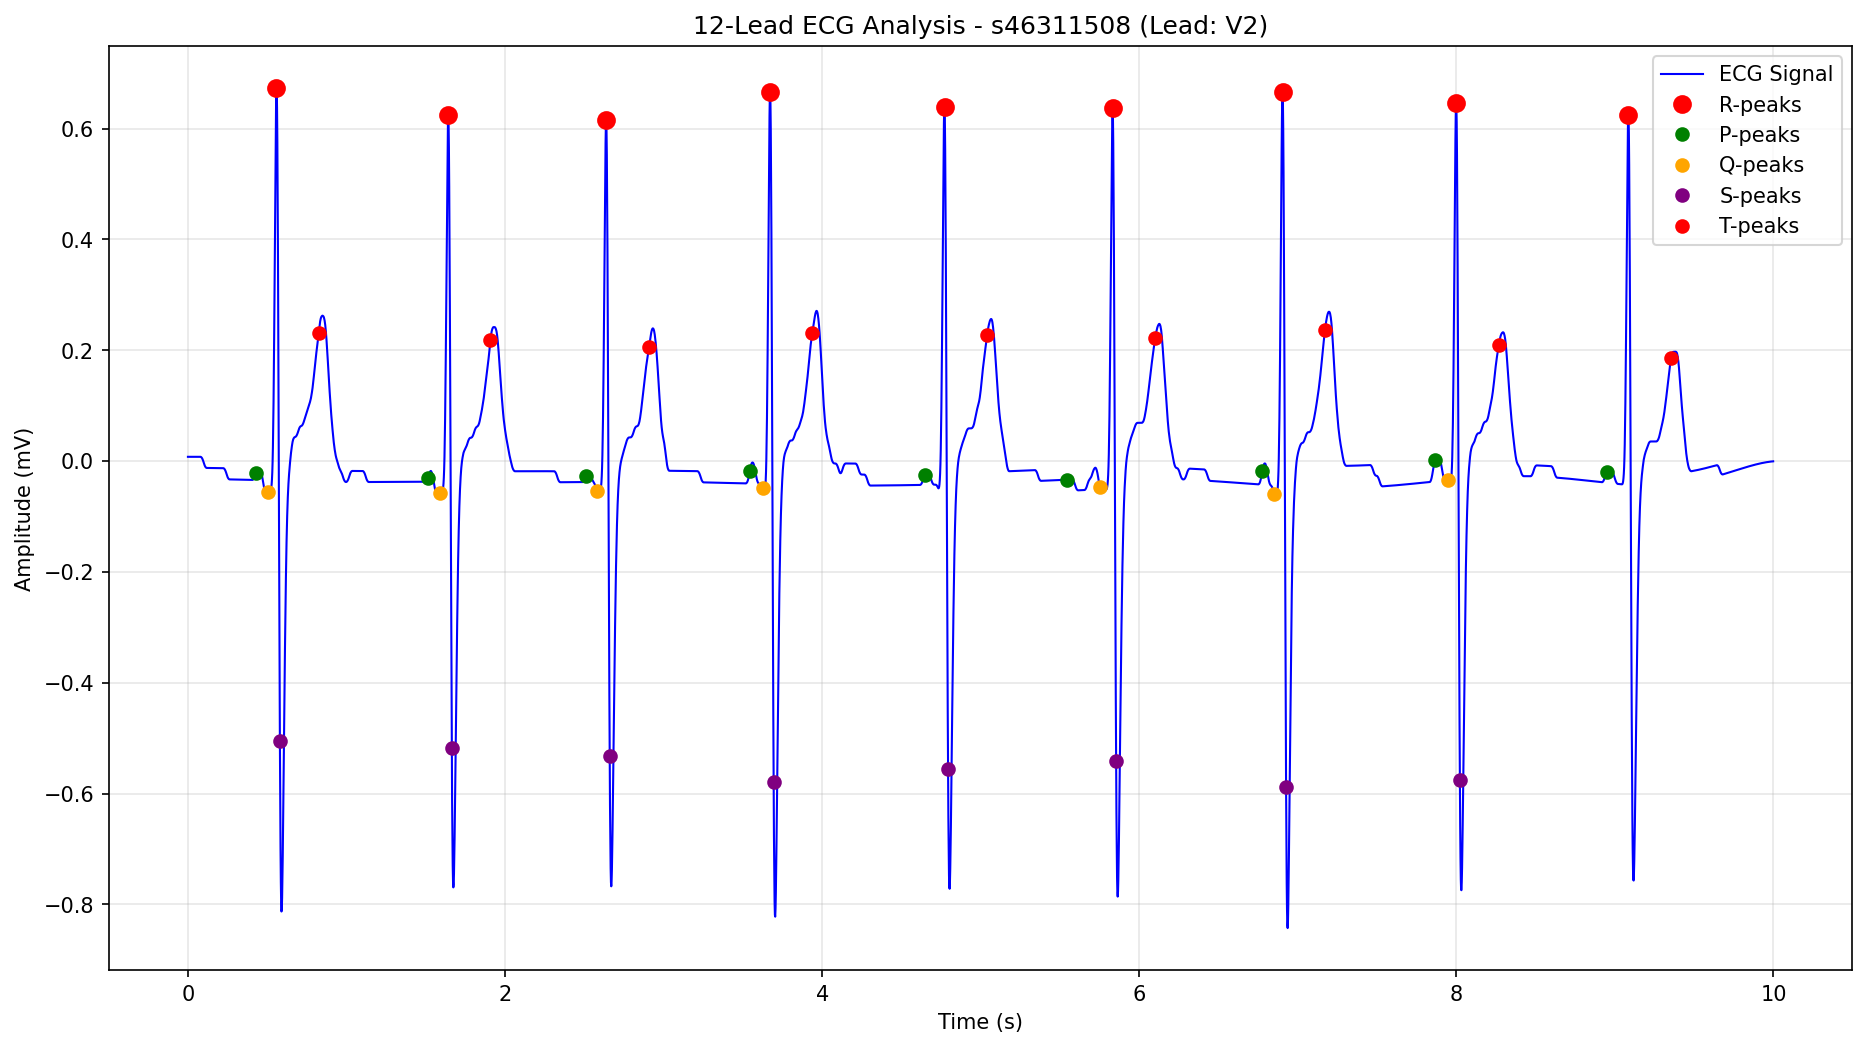 12-Lead ECG Analysis - s46311508 (Lead: V2)
ECG Signal
R-peaks
P-peaks
Q-peaks
S-peaks
T-peaks
0.6
0.4
0.2
0.0
−0.2
−0.4
−0.6
−0.8
Amplitude (mV)
0 2 4 6 8 10
Time (s)